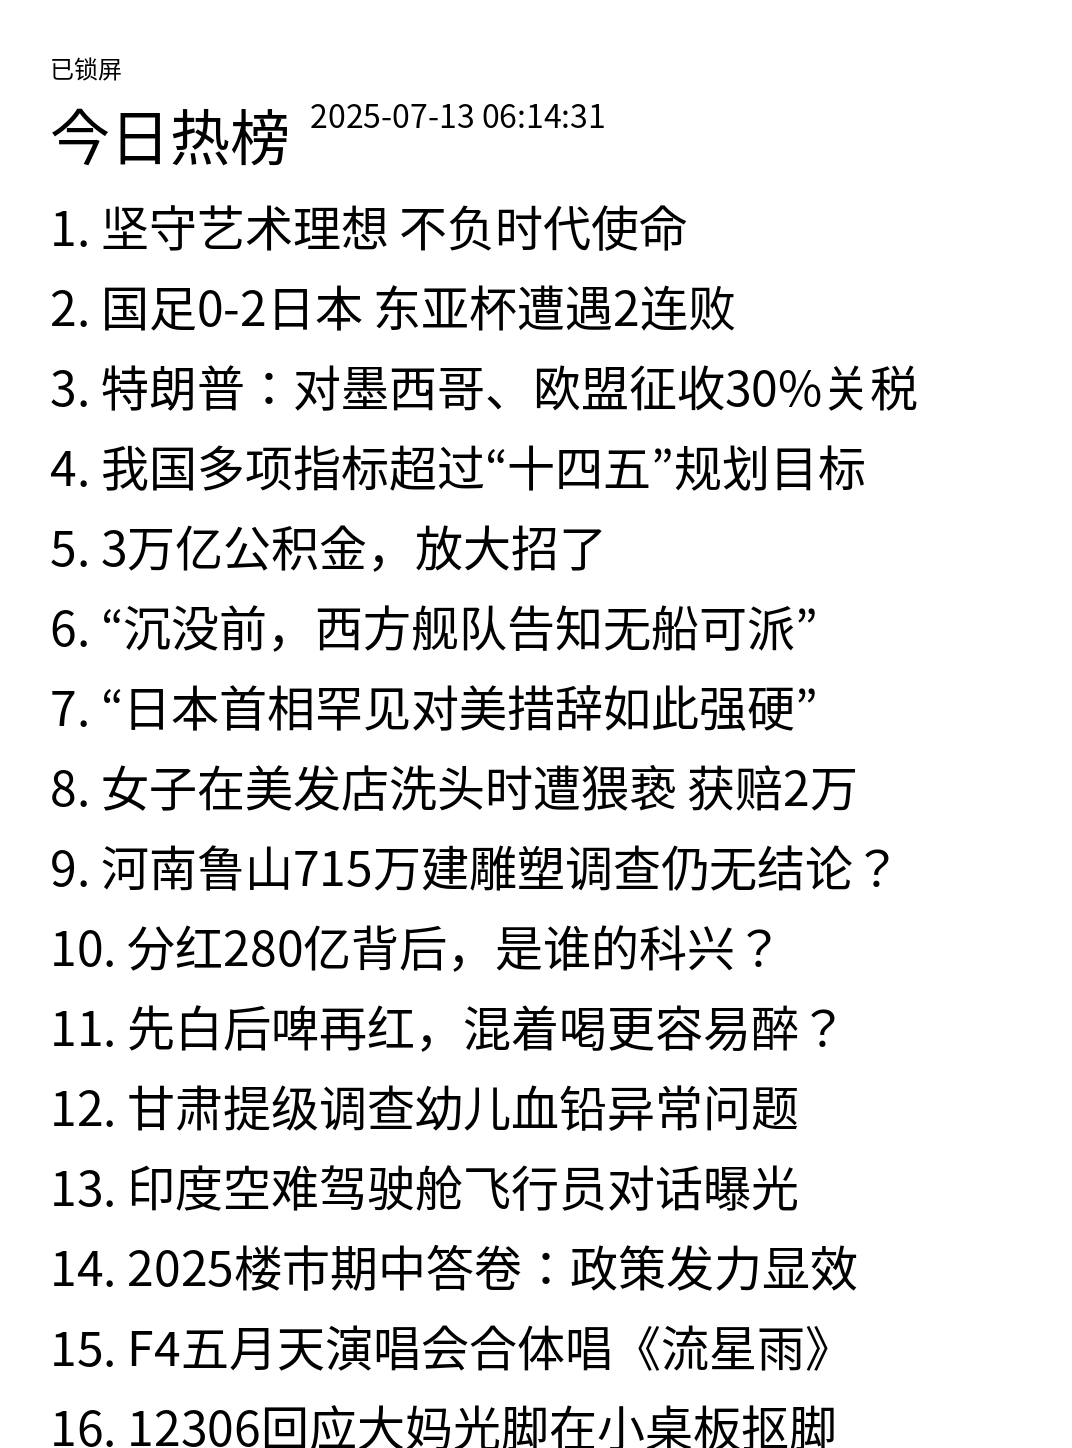 已锁屏
今日热榜 2025-07-13 06:14:31
1. 坚守艺术理想 不负时代使命
2. 国足0-2日本 东亚杯遭遇2连败
3. 特朗普：对墨西哥、欧盟征收30%关税
4. 我国多项指标超过“十四五”规划目标
5. 3万亿公积金，放大招了
6. “沉没前，西方舰队告知无船可派”
7. “日本首相罕见对美措辞如此强硬”
8. 女子在美发店洗头时遭猥亵 获赔2万
9. 河南鲁山715万建雕塑调查仍无结论？
10. 分红280亿背后，是谁的科兴？
11. 先白后啤再红，混着喝更容易醉？
12. 甘肃提级调查幼儿血铅异常问题
13. 印度空难驾驶舱飞行员对话曝光
14. 2025楼市期中答卷：政策发力显效
15. F4五月天演唱会合体唱《流星雨》
16. 12306回应大妈光脚在小桌板抠脚